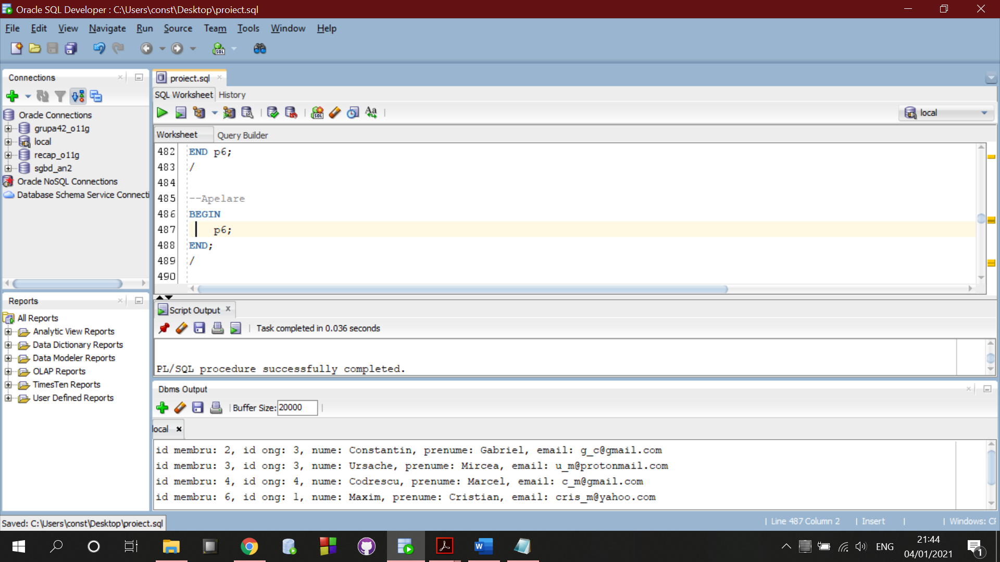 Oracle SQL Developer : C:\Users\const\Desktop\proiect.sql
File Edit View Navigate Run Source Team Tools Window Help
Connections
Oracle Connections
grupa42_o11g
local
recap_o11g
sgbd_an2
Oracle NoSQL Connections
Database Schema Service Connecti
Reports
All Reports
Analytic View Reports
Data Dictionary Reports
Data Modeler Reports
OLAP Reports
TimesTen Reports
User Defined Reports
proiect.sql
SQL Worksheet History
local
Worksheet Query Builder
482 END p6;
483 /
484
485 --Apelare
486 BEGIN
487 p6;
488 END;
489 /
490
Script Output
Task completed in 0.036 seconds
PL/SQL procedure successfully completed.
Dbms Output
Buffer Size: 20000
local
id membru: 2, id ong: 3, nume: Constantin, prenume: Gabriel, email: g_c@gmail.com
id membru: 3, id ong: 3, nume: Ursache, prenume: Mircea, email: u_m@protonmail.com
id membru: 4, id ong: 4, nume: Codrescu, prenume: Marcel, email: c_m@gmail.com
id membru: 6, id ong: 1, nume: Maxim, prenume: Cristian, email: cris_m@yahoo.com
Saved: C:\Users\const\Desktop\proiect.sql
Line 487 Column 2 Insert Windows: CF
ENG
21:44
04/01/2021
1